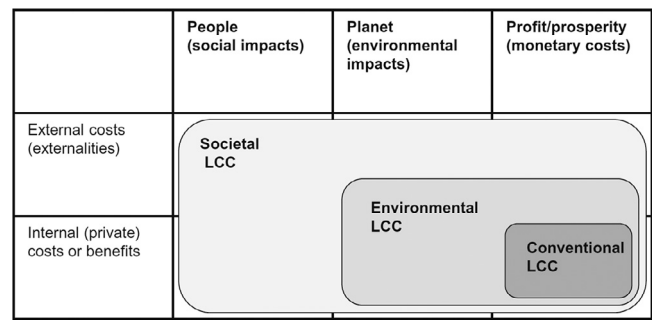 People
(social impacts)
Planet
(environmental
impacts)
Profit/prosperity
(monetary costs)
External costs
(externalities)
Societal
LCC
Environmental
LCC
Internal (private)
costs or benefits
Conventional
LCC